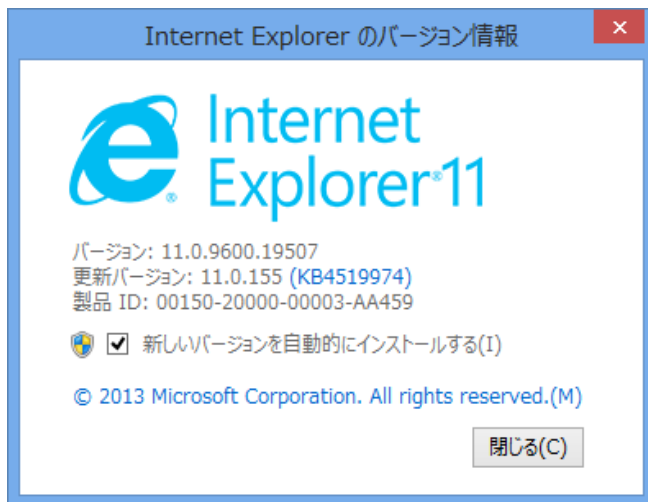 Internet Explorer のバージョン情報
Internet
Explorer®11
バージョン: 11.0.9600.19507
更新バージョン: 11.0.155 (KB4519974)
製品 ID: 00150-20000-00003-AA459
新しいバージョンを自動的にインストールする(I)
© 2013 Microsoft Corporation. All rights reserved.(M)
閉じる(C)